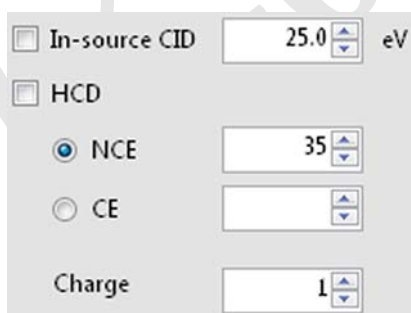 In-source CID 25.0 eV
HCD
NCE 35
CE
Charge 1